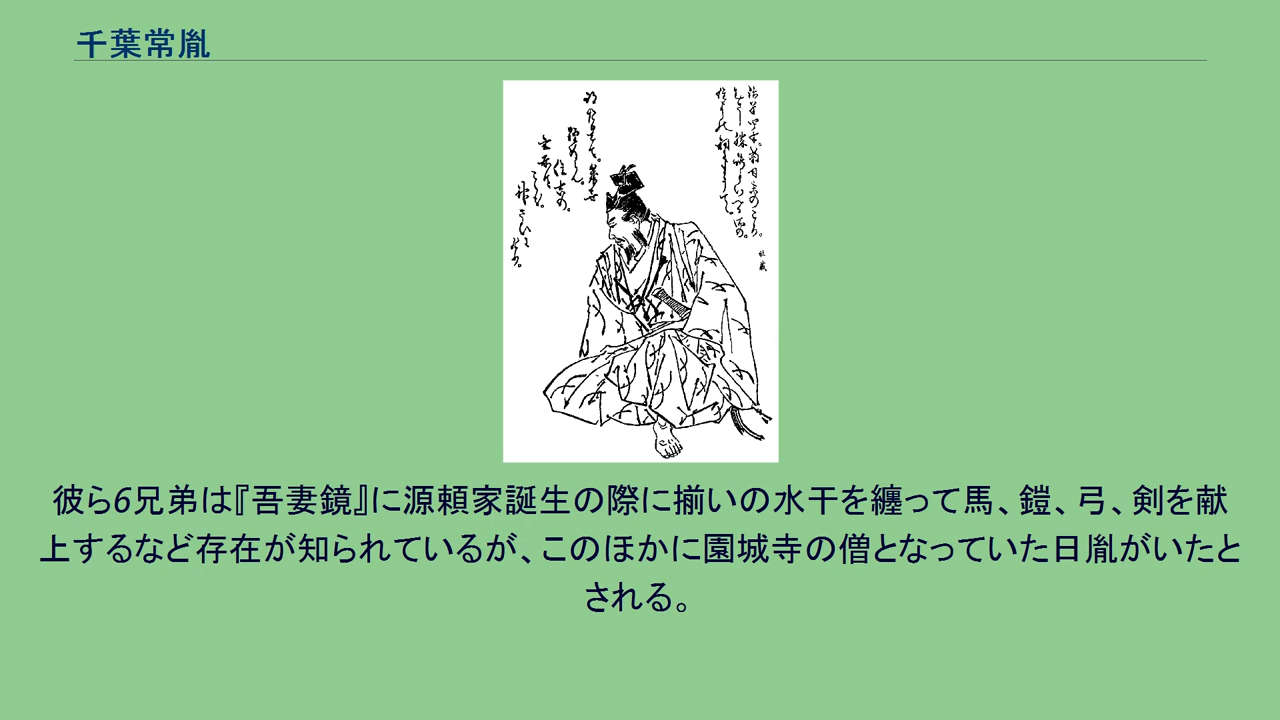 千葉常胤
彼ら6兄弟は『吾妻鏡』に源頼家誕生の際に揃いの水干を纏って馬、鎧、弓、剣を献
上するなど存在が知られているが、このほかに園城寺の僧となっていた日胤がいたと
される。